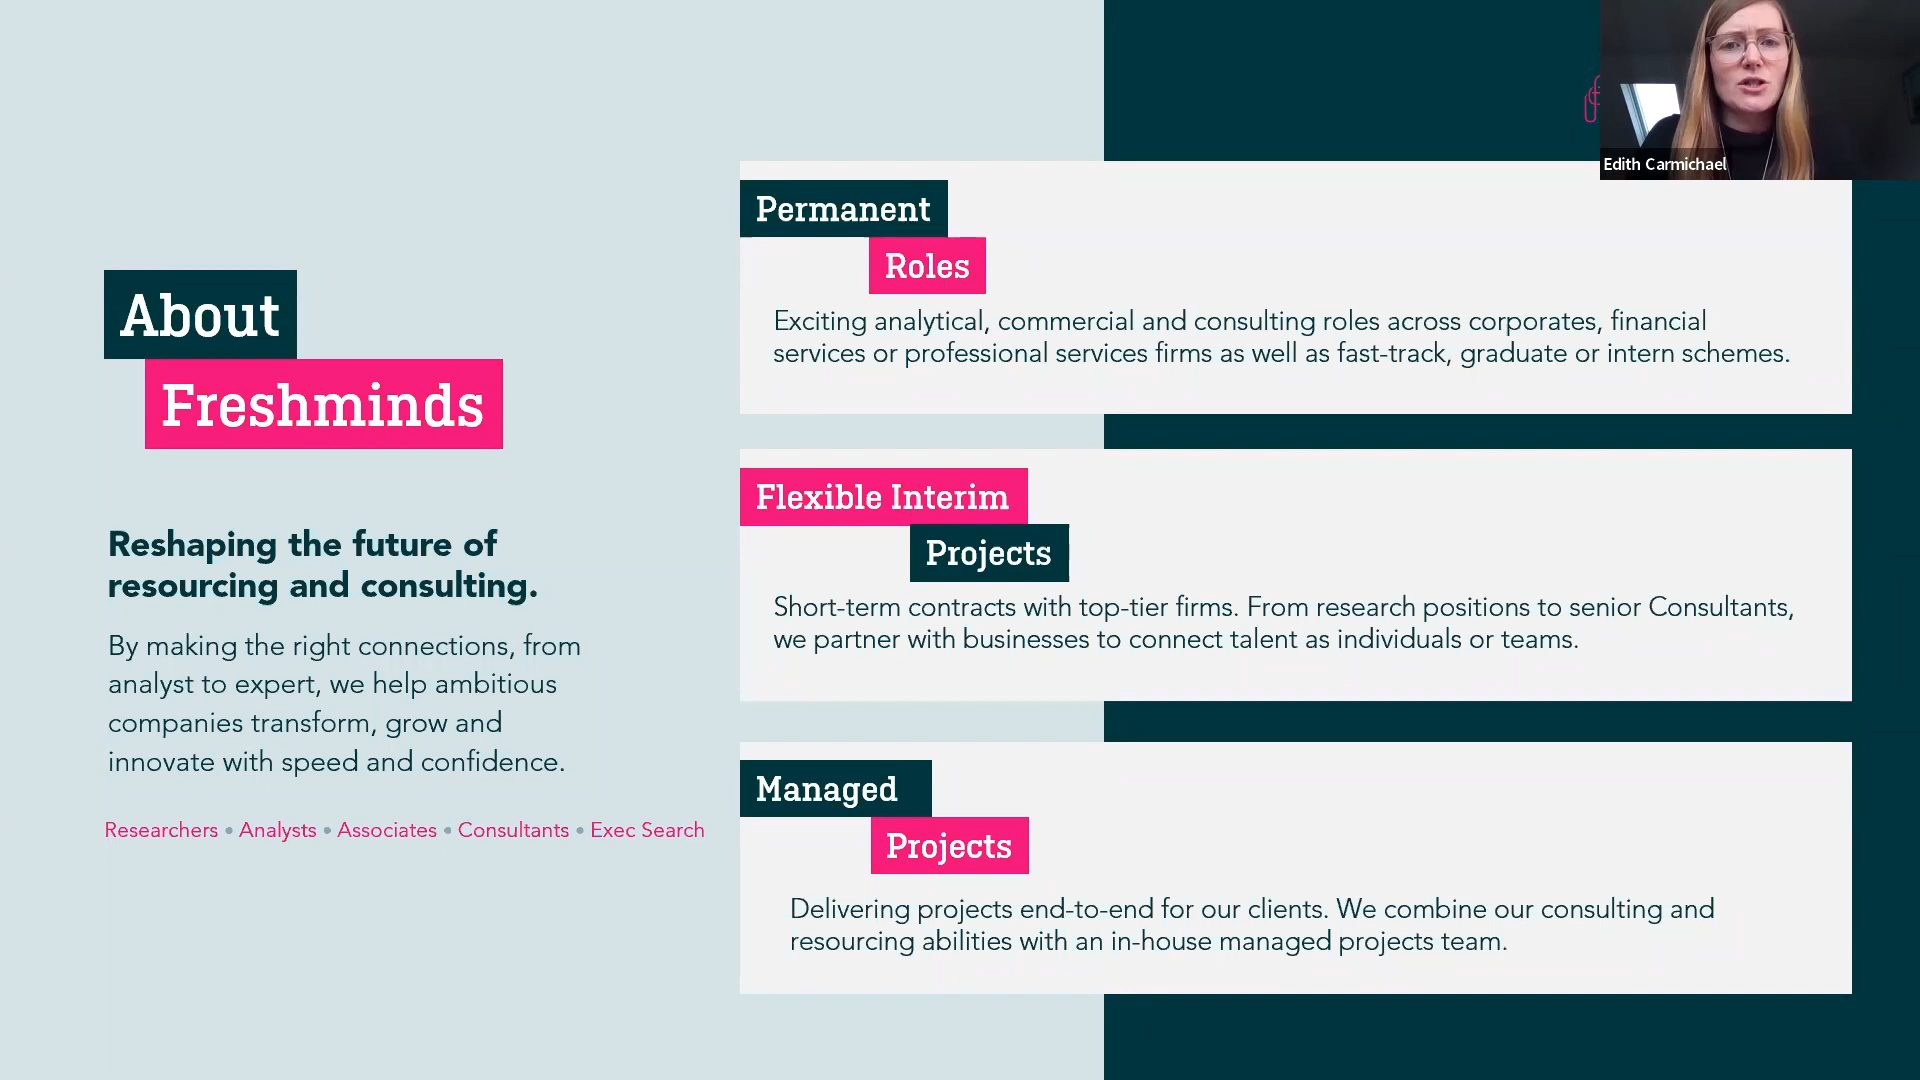 About
Freshminds
Reshaping the future of
resourcing and consulting.
By making the right connections, from
analyst to expert, we help ambitious
companies transform, grow and
innovate with speed and confidence.
Researchers • Analysts • Associates • Consultants • Exec Search
Permanent
Roles
Exciting analytical, commercial and consulting roles across corporates, financial
services or professional services firms as well as fast-track, graduate or intern schemes.
Flexible Interim
Projects
Short-term contracts with top-tier firms. From research positions to senior Consultants,
we partner with businesses to connect talent as individuals or teams.
Managed
Projects
Delivering projects end-to-end for our clients. We combine our consulting and
resourcing abilities with an in-house managed projects team.
Edith Carmichael